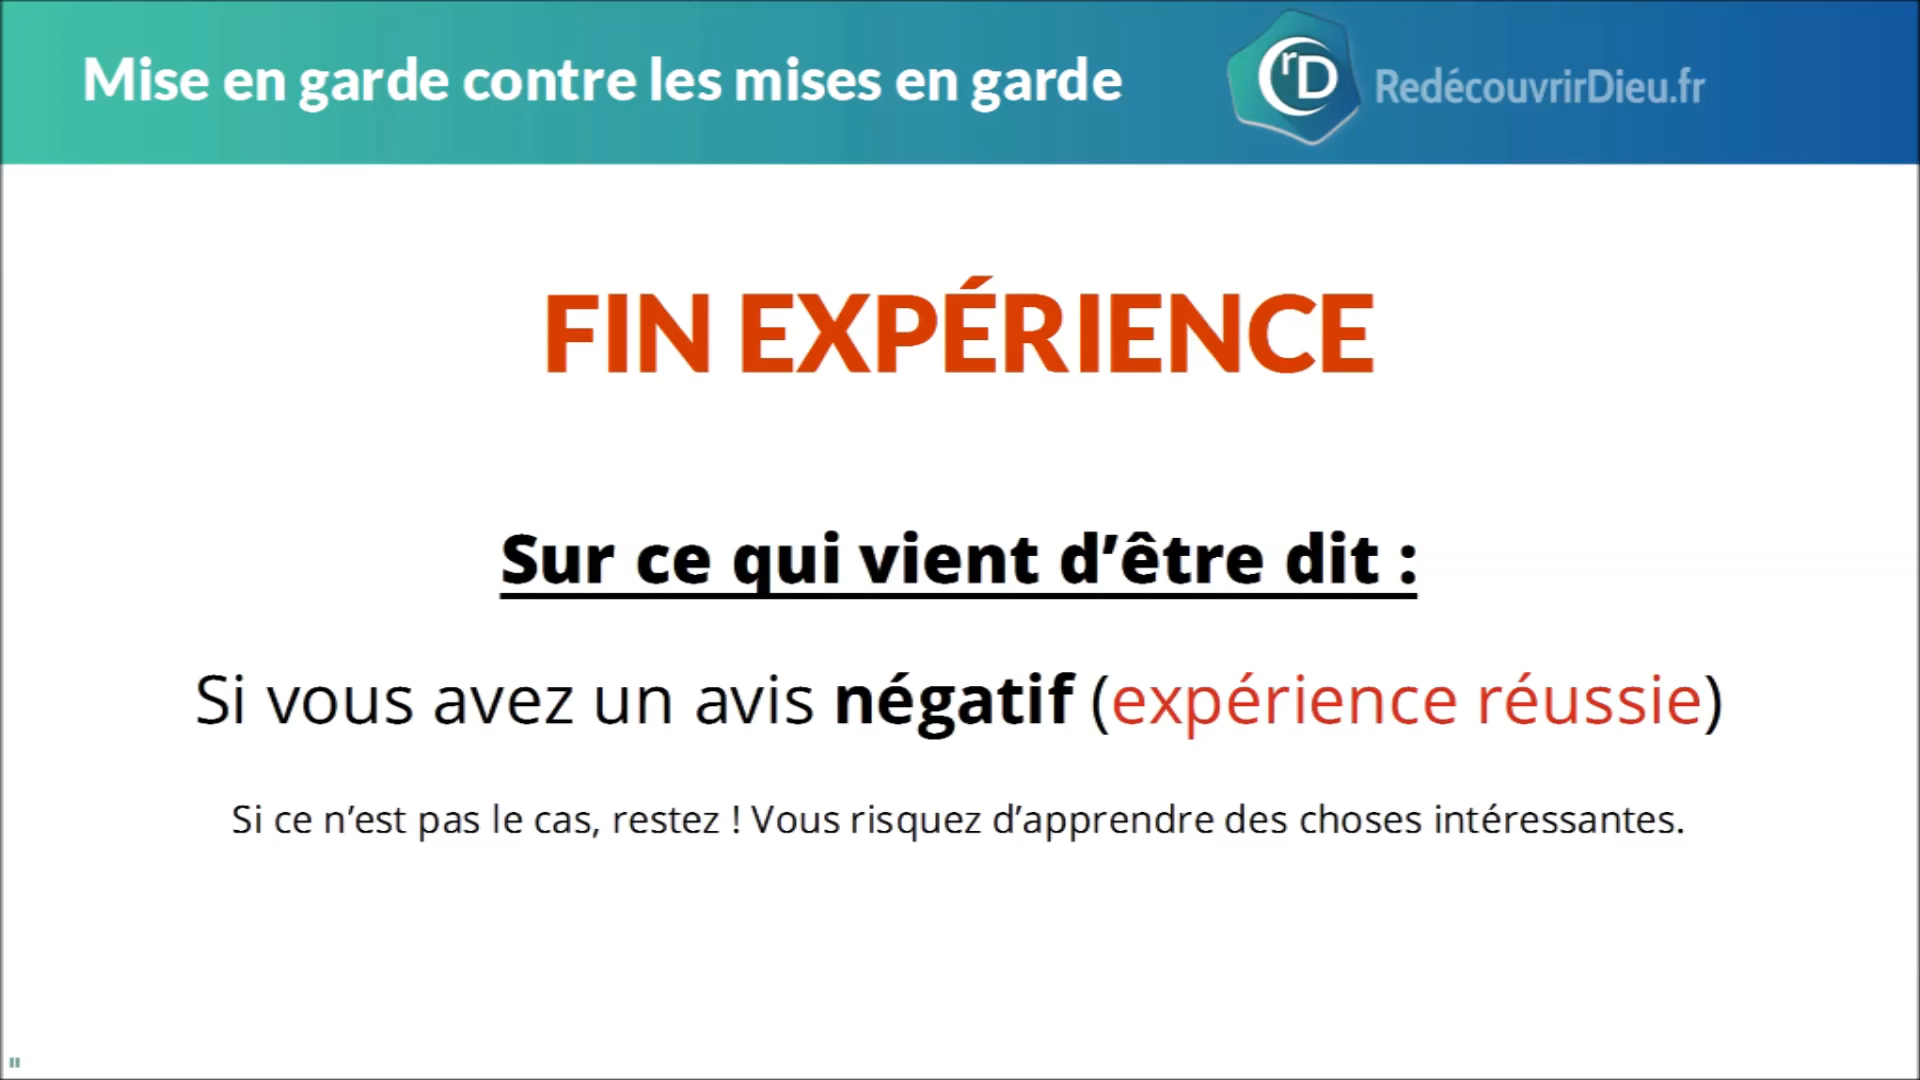 Mise en garde contre les mises en garde
rD RedécouvrirDieu.fr
FIN EXPÉRIENCE
Sur ce qui vient d’être dit :
Si vous avez un avis négatif (expérience réussie)
Si ce n’est pas le cas, restez ! Vous risquez d’apprendre des choses intéressantes.